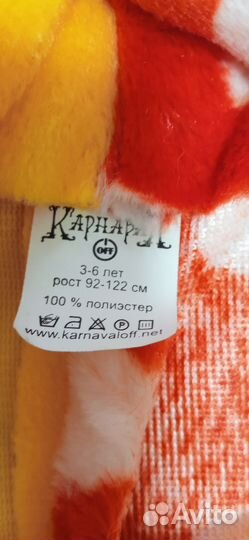 КАРНАВАЛ
OFF
3-6 лет
рост 92-122 см
100 % полиэстер
www.karnavaloff.net
Avito